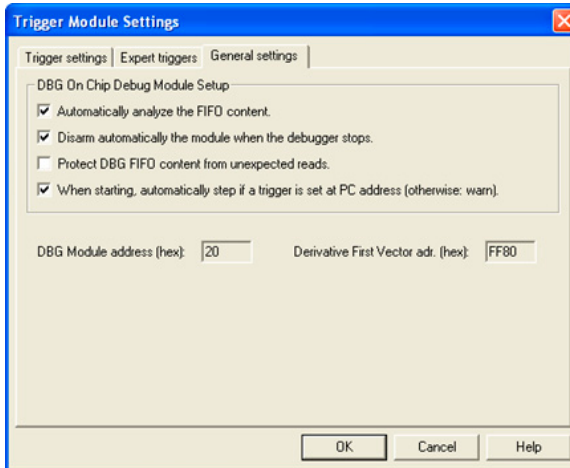 Trigger Module Settings
Trigger settings Expert triggers General settings
DBG On Chip Debug Module Setup
Automatically analyze the FIFO content.
Disarm automatically the module when the debugger stops.
Protect DBG FIFO content from unexpected reads.
When starting, automatically step if a trigger is set at PC address (otherwise: warn).
DBG Module address (hex): 20 Derivative First Vector adr. (hex): FF80
OK Cancel Help